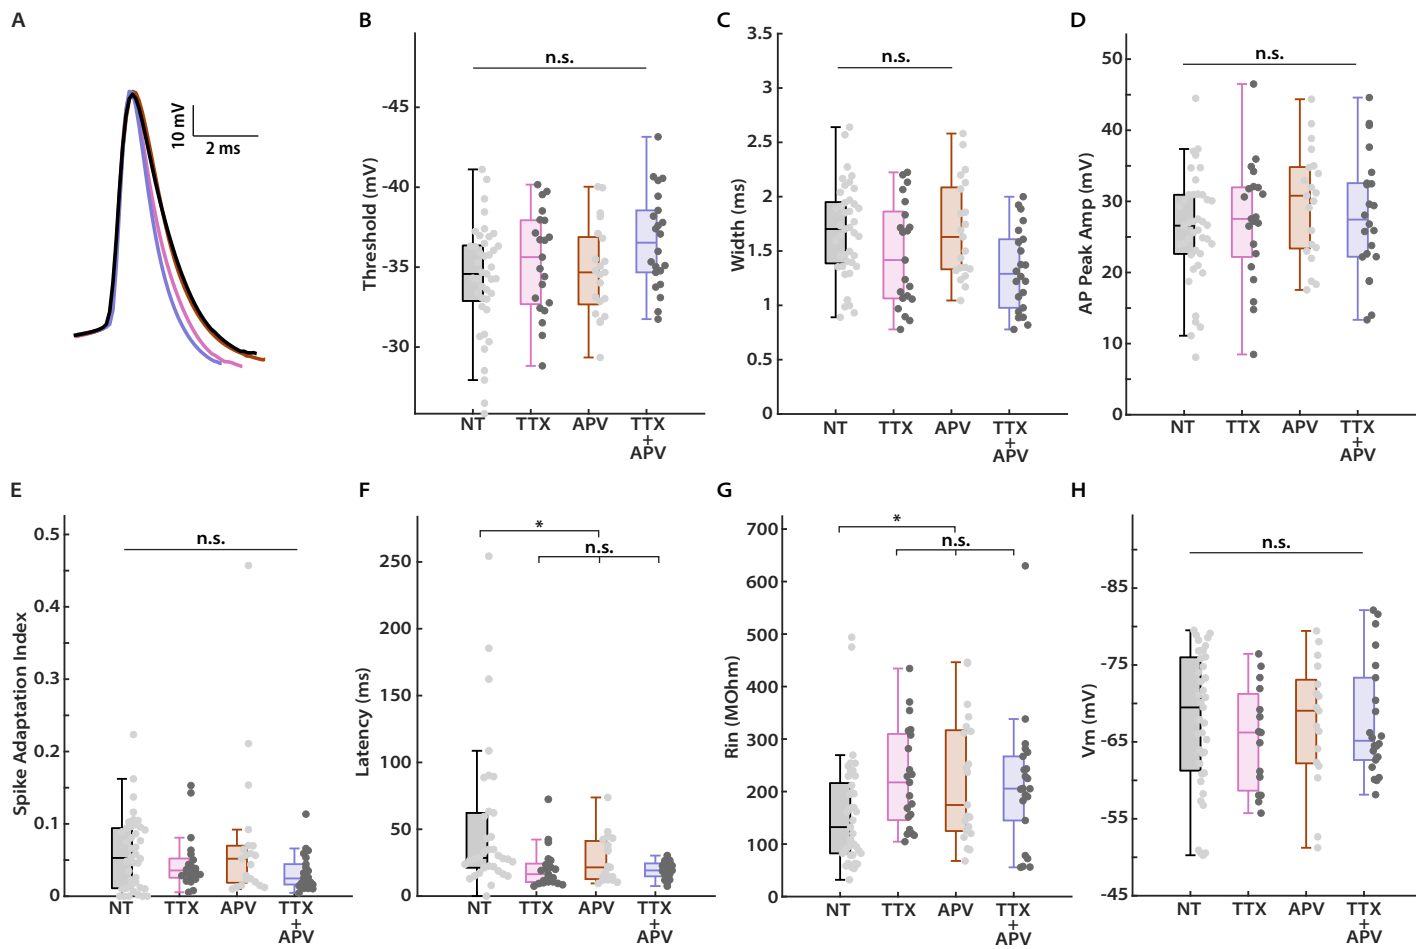 A
10 mV
2 ms
B
n.s.
Threshold (mV)
-45
-40
-35
-30
NT
TTX
APV
TTX
+
APV
C
n.s.
Width (ms)
3.5
3
2.5
2
1.5
1
0.5
0
NT
TTX
APV
TTX
+
APV
D
n.s.
AP Peak Amp (mV)
50
40
30
20
10
0
NT
TTX
APV
TTX
+
APV
E
n.s.
Spike Adaptation Index
0.5
0.4
0.3
0.2
0.1
0
NT
TTX
APV
TTX
+
APV
F
*
n.s.
Latency (ms)
250
200
150
100
50
0
NT
TTX
APV
TTX
+
APV
G
*
n.s.
Rin (MOhm)
700
600
500
400
300
200
100
0
NT
TTX
APV
TTX
+
APV
H
n.s.
Vm (mV)
-85
-75
-65
-55
-45
NT
TTX
APV
TTX
+
APV